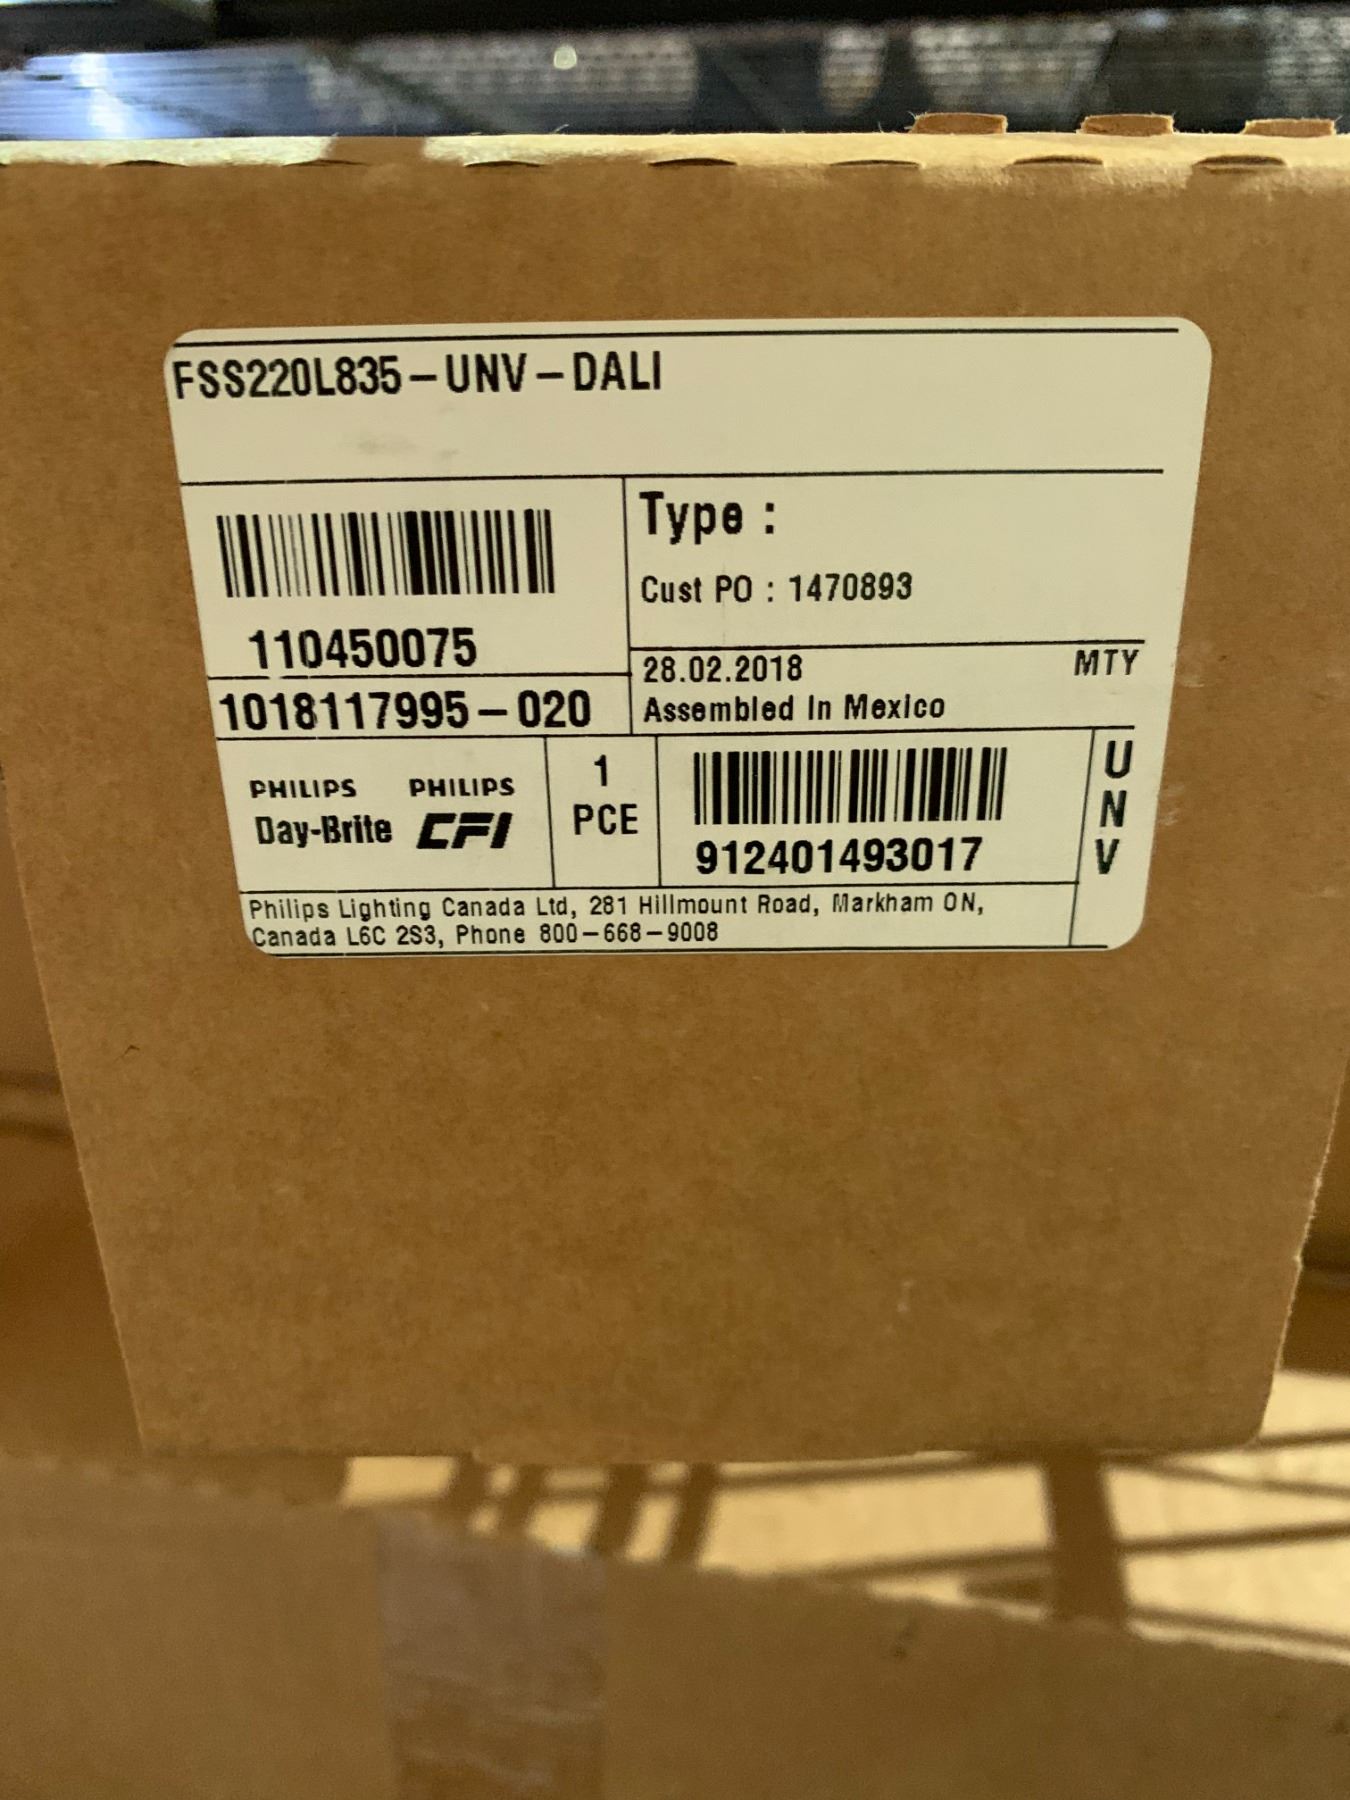 FSS220L835-UNV-DALI
110450075
Type :
Cust PO : 1470893
1018117995-020
28.02.2018 MTY
Assembled In Mexico
PHILIPS
Day-Brite
PHILIPS
CFI
1
PCE
912401493017
UNV
Philips Lighting Canada Ltd, 281 Hillmount Road, Markham ON,
Canada L6C 2S3, Phone 800-668-9008